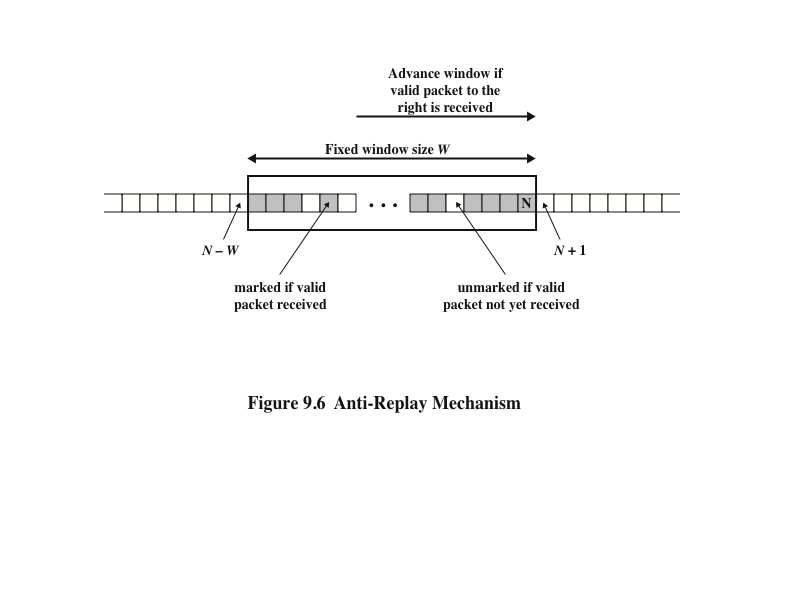 Advance window if
valid packet to the
right is received
Fixed window size W
• • •
N
N – W
N + 1
marked if valid
packet received
unmarked if valid
packet not yet received
Figure 9.6 Anti-Replay Mechanism